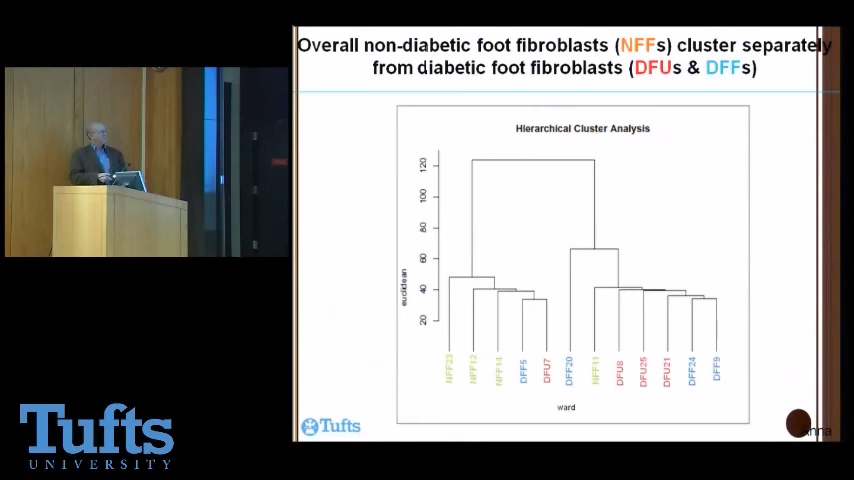 Overall non-diabetic foot fibroblasts (NFFs) cluster separately
from diabetic foot fibroblasts (DFUs & DFFs)
Hierarchical Cluster Analysis
120
100
80
60
40
20
euclidean
NFF23
NFF12
NFF14
DFF5
DFU7
DFF20
NFF11
DFU8
DFU25
DFU21
DFF24
DFF9
ward
Tufts
Tufts
UNIVERSITY